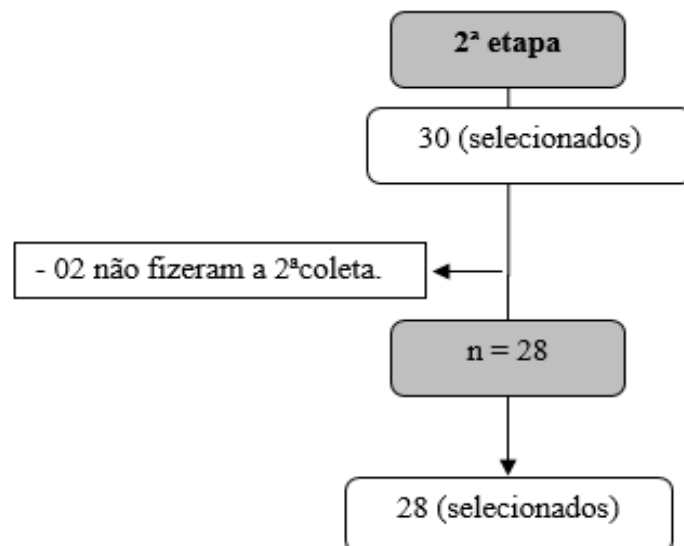 2ª etapa
30 (selecionados)
- 02 não fizeram a 2ªcoleta.
n = 28
28 (selecionados)